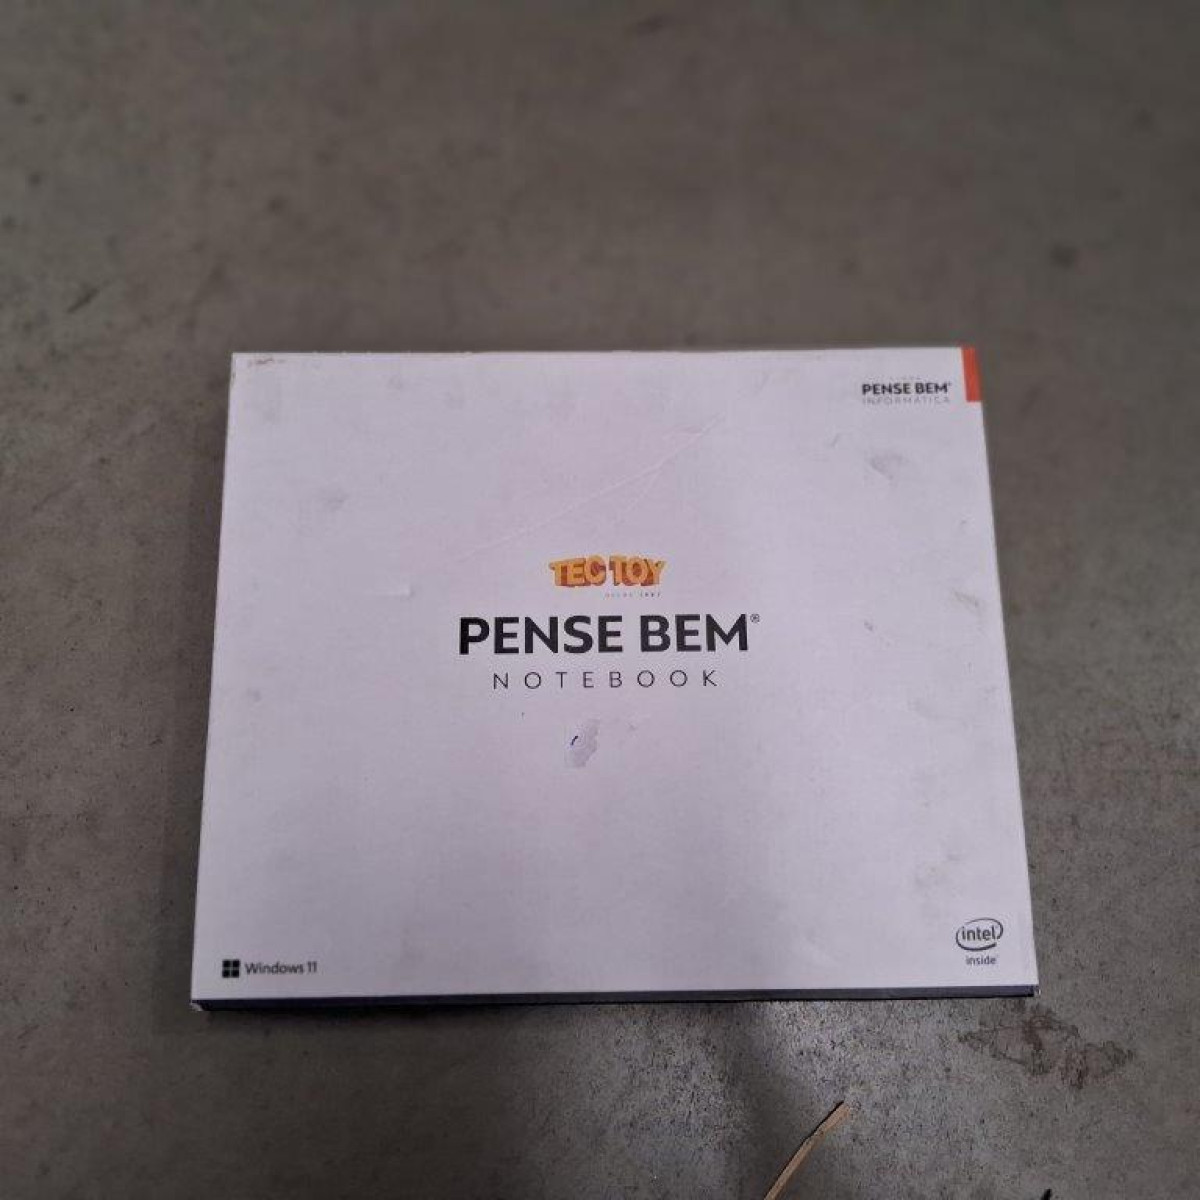 PENSE BEM®
INFORMÁTICA
TEC TOY
PENSE BEM®
NOTEBOOK
Windows 11
intel
inside